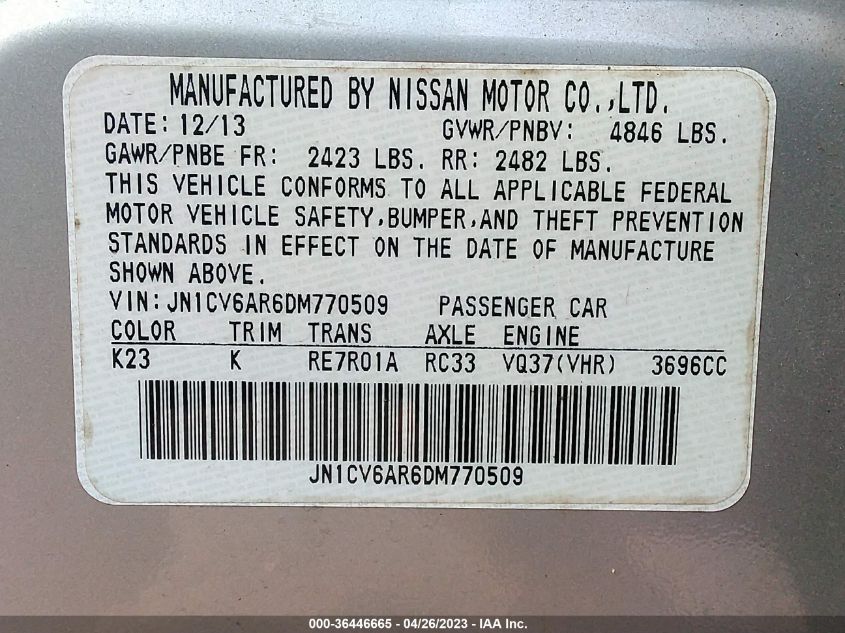 MANUFACTURED BY NISSAN MOTOR CO.,LTD.
DATE: 12/13 GVWR/PNBV: 4846 LBS.
GAWR/PNBE FR: 2423 LBS. RR: 2482 LBS.
THIS VEHICLE CONFORMS TO ALL APPLICABLE FEDERAL
MOTOR VEHICLE SAFETY,BUMPER,AND THEFT PREVENTION
STANDARDS IN EFFECT ON THE DATE OF MANUFACTURE
SHOWN ABOVE.
VIN:JN1CV6AR6DM770509 PASSENGER CAR
COLOR TRIM TRANS AXLE ENGINE
K23 K RE7R01A RC33 VQ37(VHR) 3696CC
JN1CV6AR6DM770509
000-36446665 - 04/26/2023 - IAA Inc.